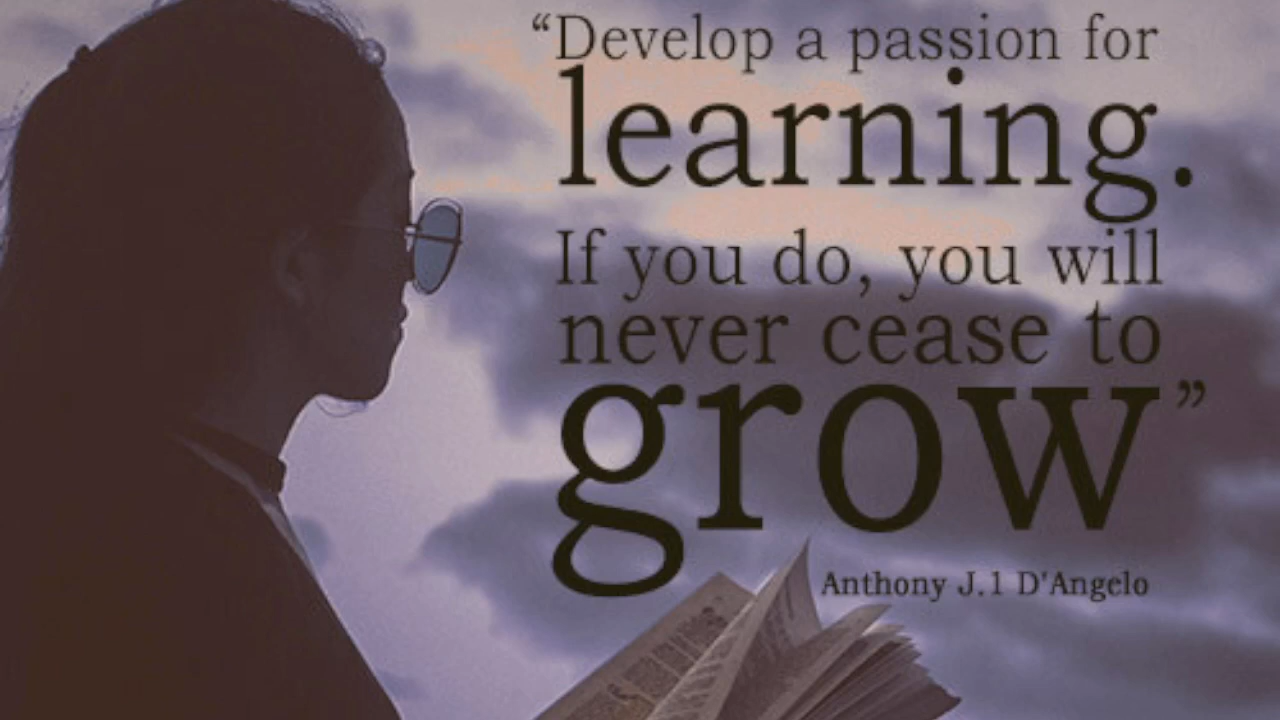 “Develop a passion for
learning.
If you do, you will
never cease to
grow”
Anthony J.1 D'Angelo